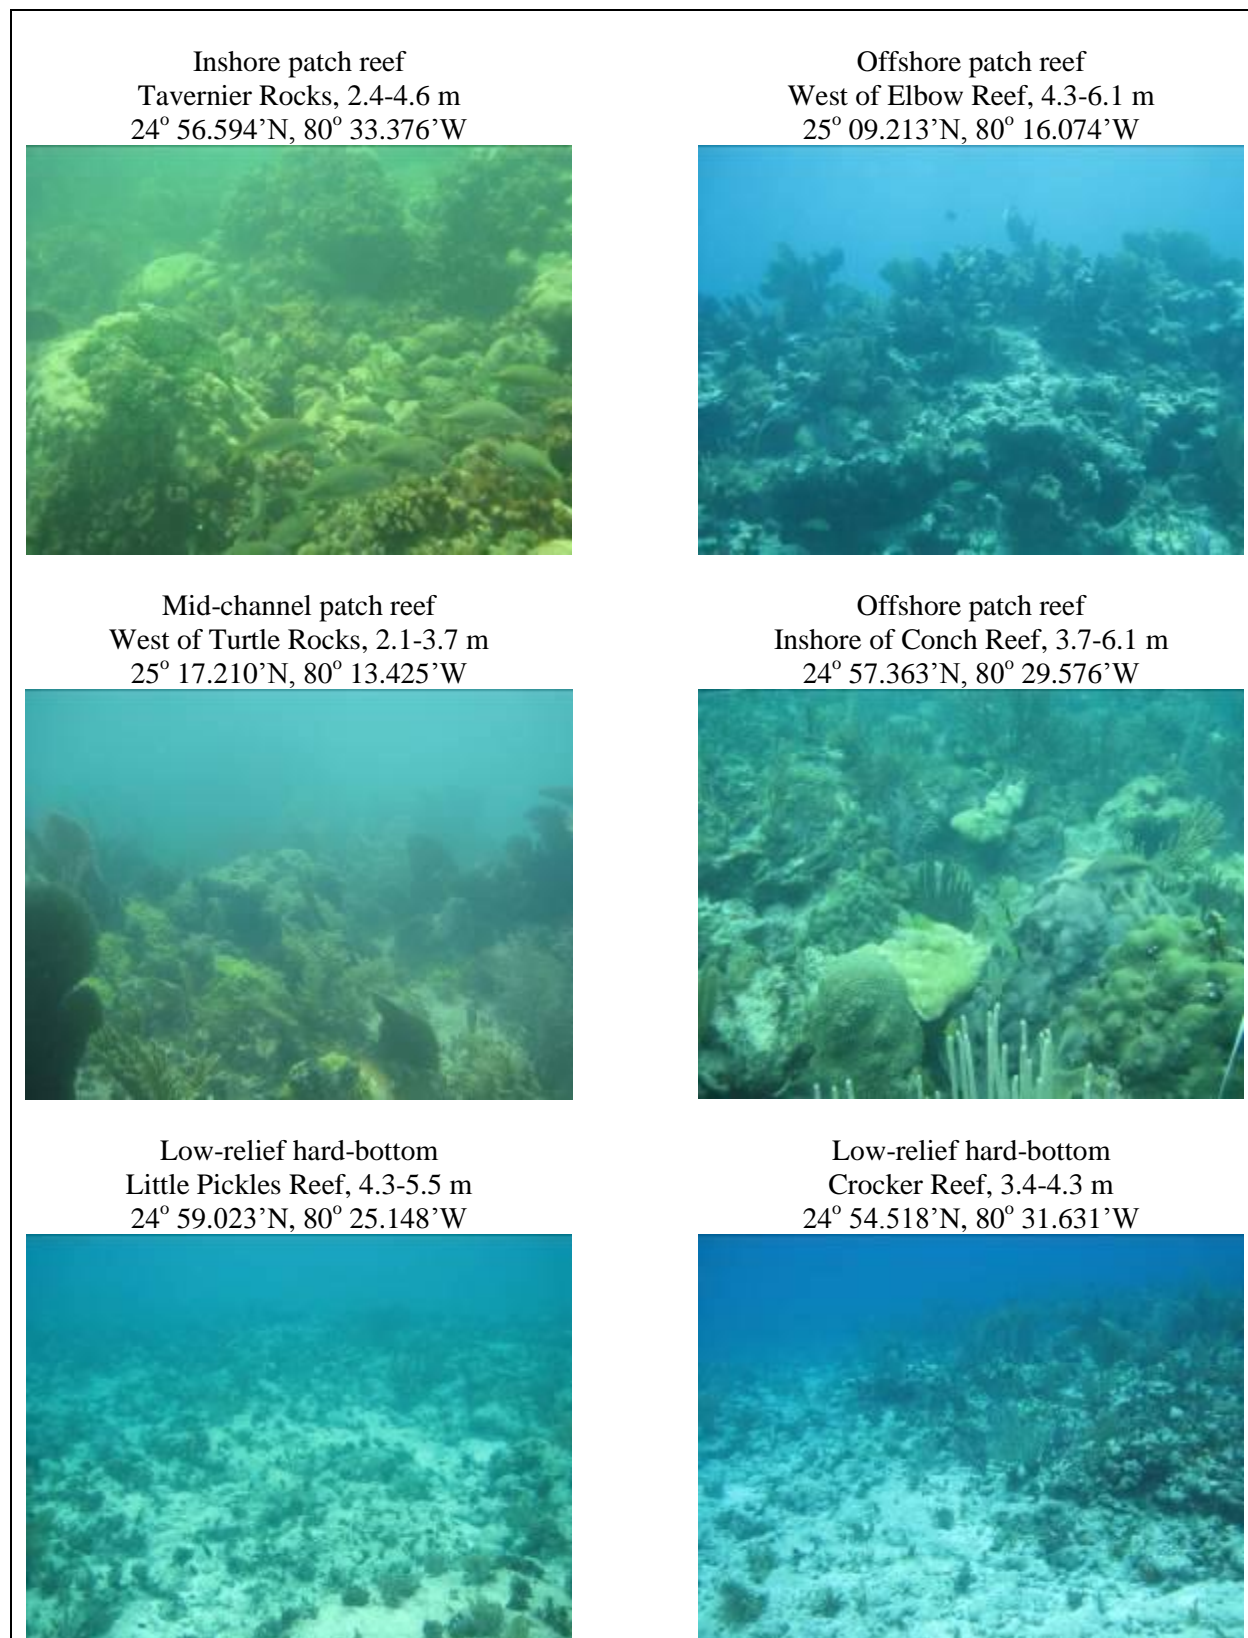 Inshore patch reef
Tavernier Rocks, 2.4-4.6 m
24° 56.594’N, 80° 33.376’W
Offshore patch reef
West of Elbow Reef, 4.3-6.1 m
25° 09.213’N, 80° 16.074’W
Mid-channel patch reef
West of Turtle Rocks, 2.1-3.7 m
25° 17.210’N, 80° 13.425’W
Offshore patch reef
Inshore of Conch Reef, 3.7-6.1 m
24° 57.363’N, 80° 29.576’W
Low-relief hard-bottom
Little Pickles Reef, 4.3-5.5 m
24° 59.023’N, 80° 25.148’W
Low-relief hard-bottom
Crocker Reef, 3.4-4.3 m
24° 54.518’N, 80° 31.631’W